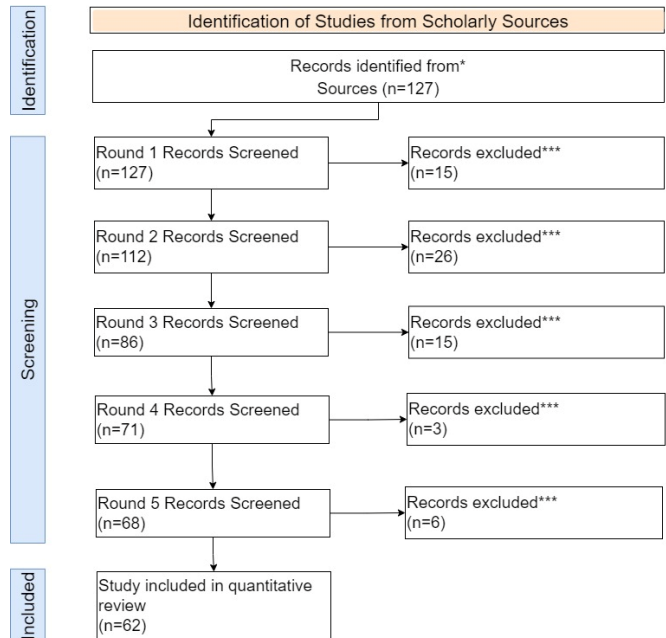 Identification of Studies from Scholarly Sources
Identification
Records identified from*
Sources (n=127)
Screening
Round 1 Records Screened
(n=127)
Records excluded***
(n=15)
Round 2 Records Screened
(n=112)
Records excluded***
(n=26)
Round 3 Records Screened
(n=86)
Records excluded***
(n=15)
Round 4 Records Screened
(n=71)
Records excluded***
(n=3)
Round 5 Records Screened
(n=68)
Records excluded***
(n=6)
Included
Study included in quantitative
review
(n=62)